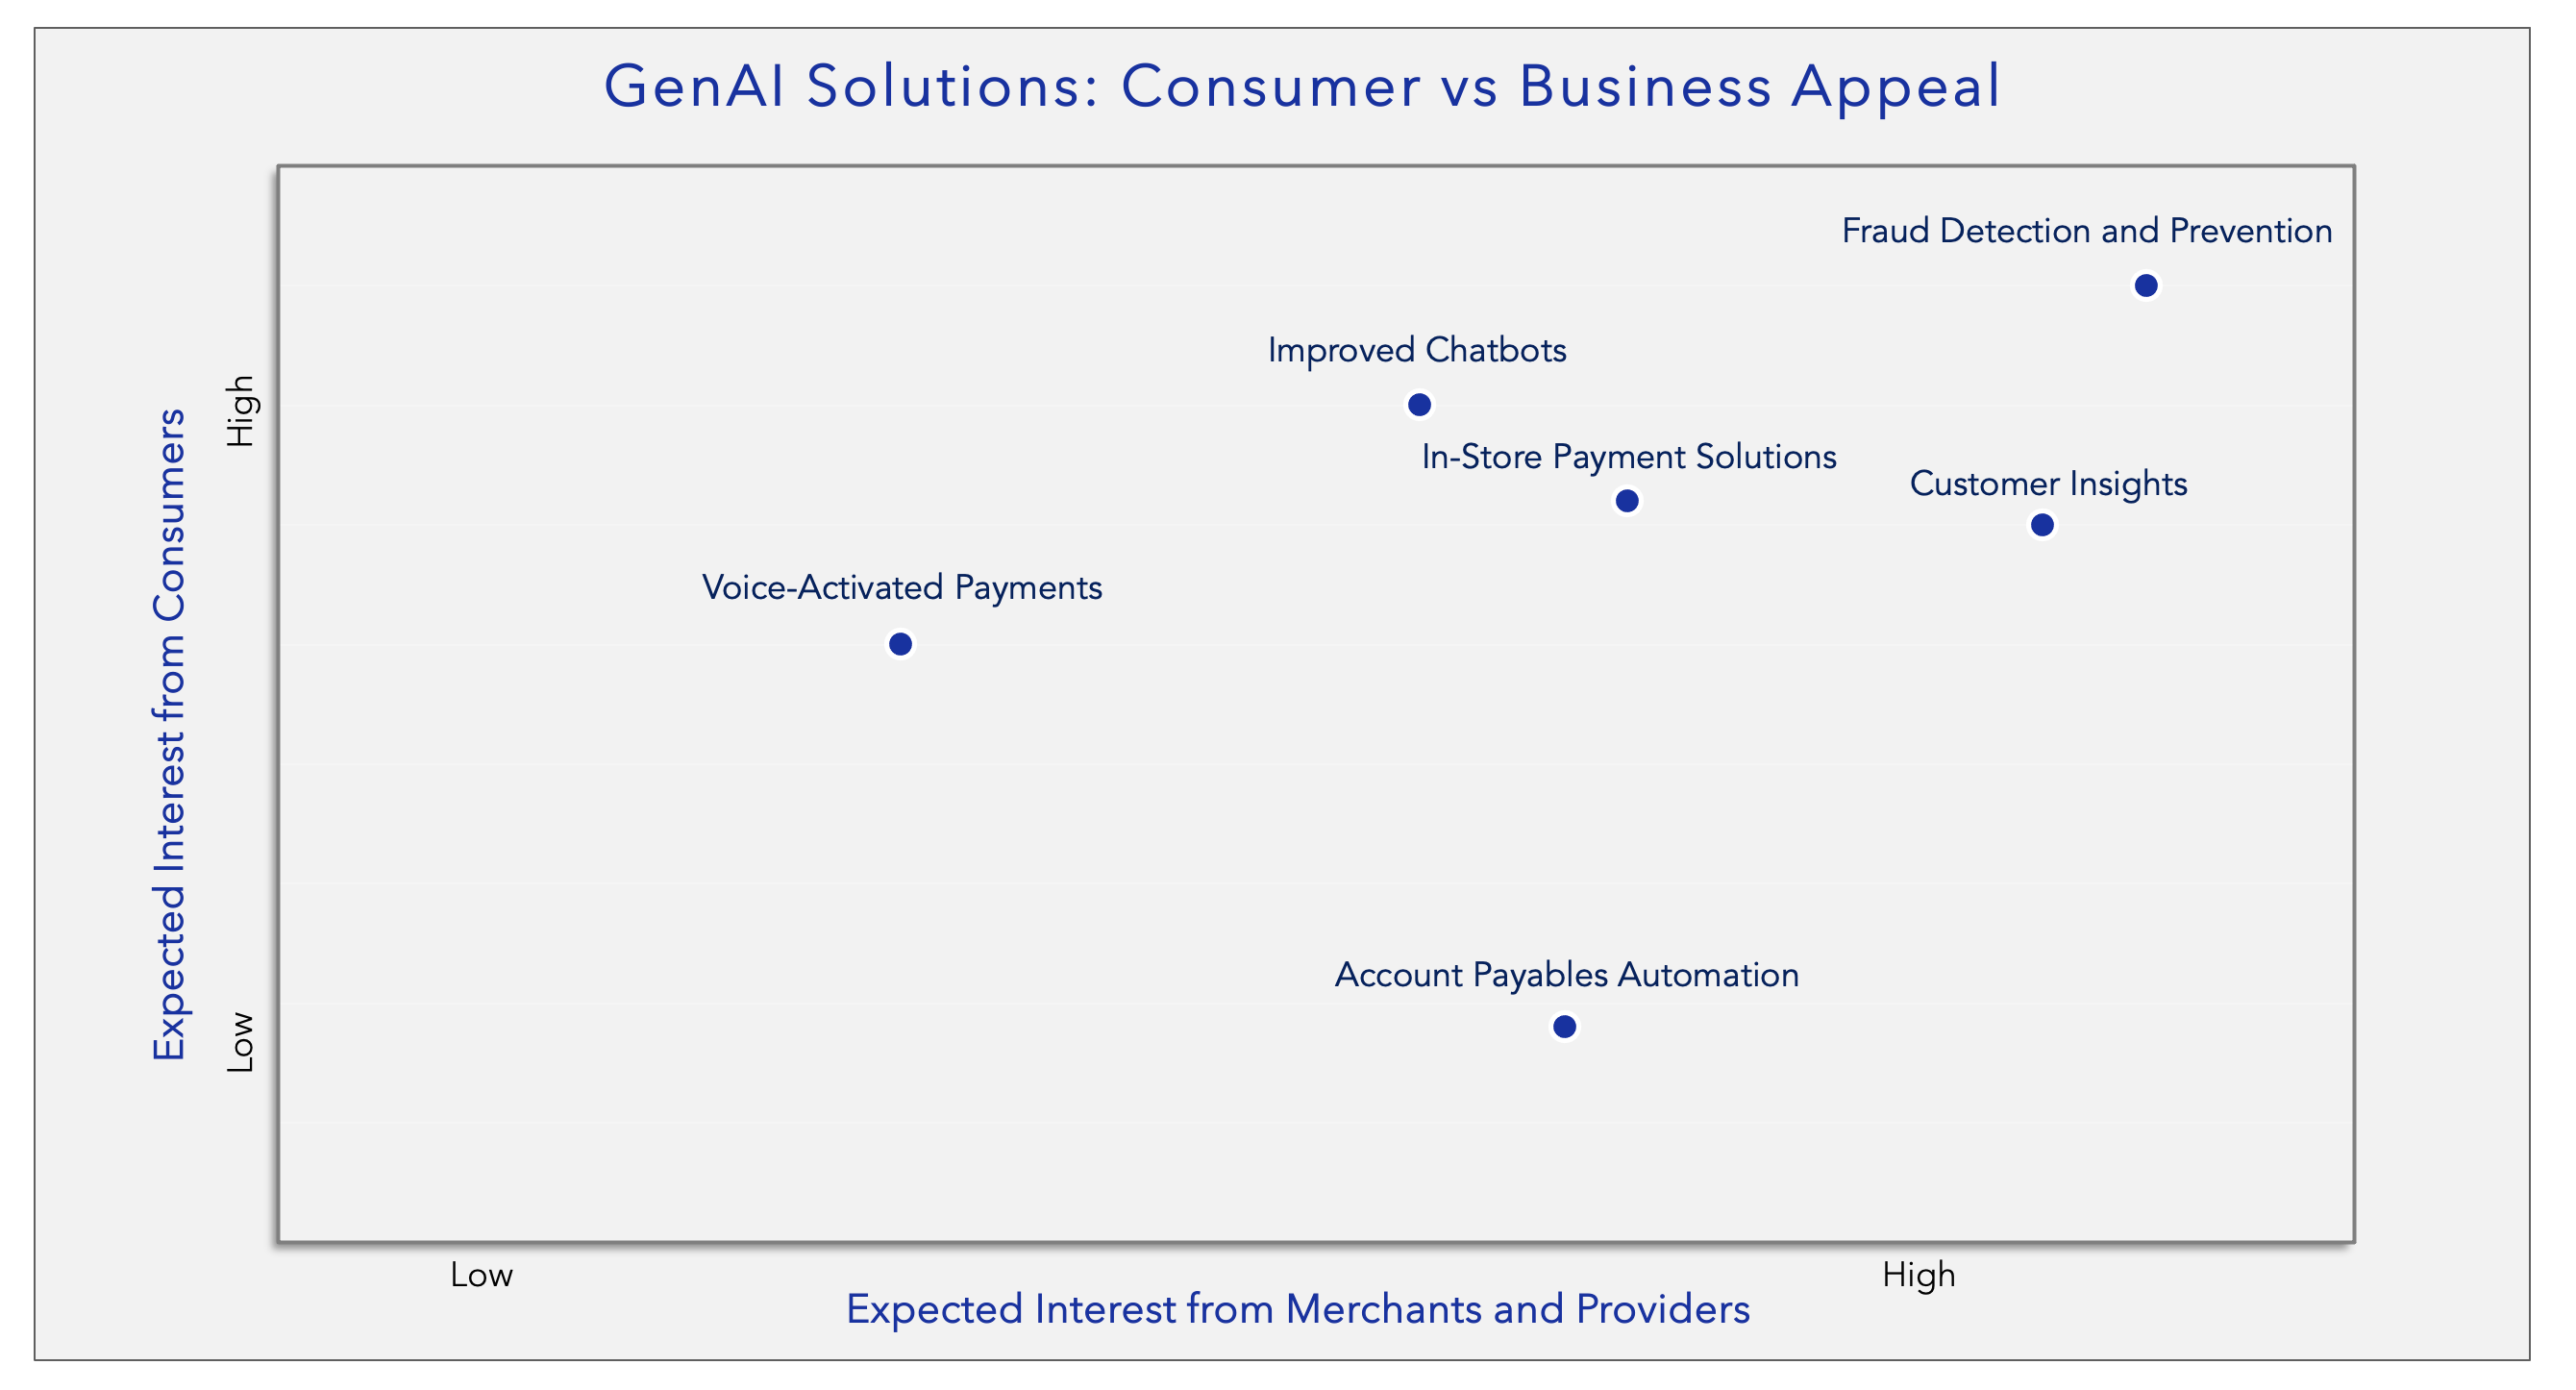 GenAI Solutions: Consumer vs Business Appeal
Fraud Detection and Prevention
Improved Chatbots
In-Store Payment Solutions
Customer Insights
Voice-Activated Payments
Account Payables Automation
Expected Interest from Consumers
High
Low
Low
High
Expected Interest from Merchants and Providers